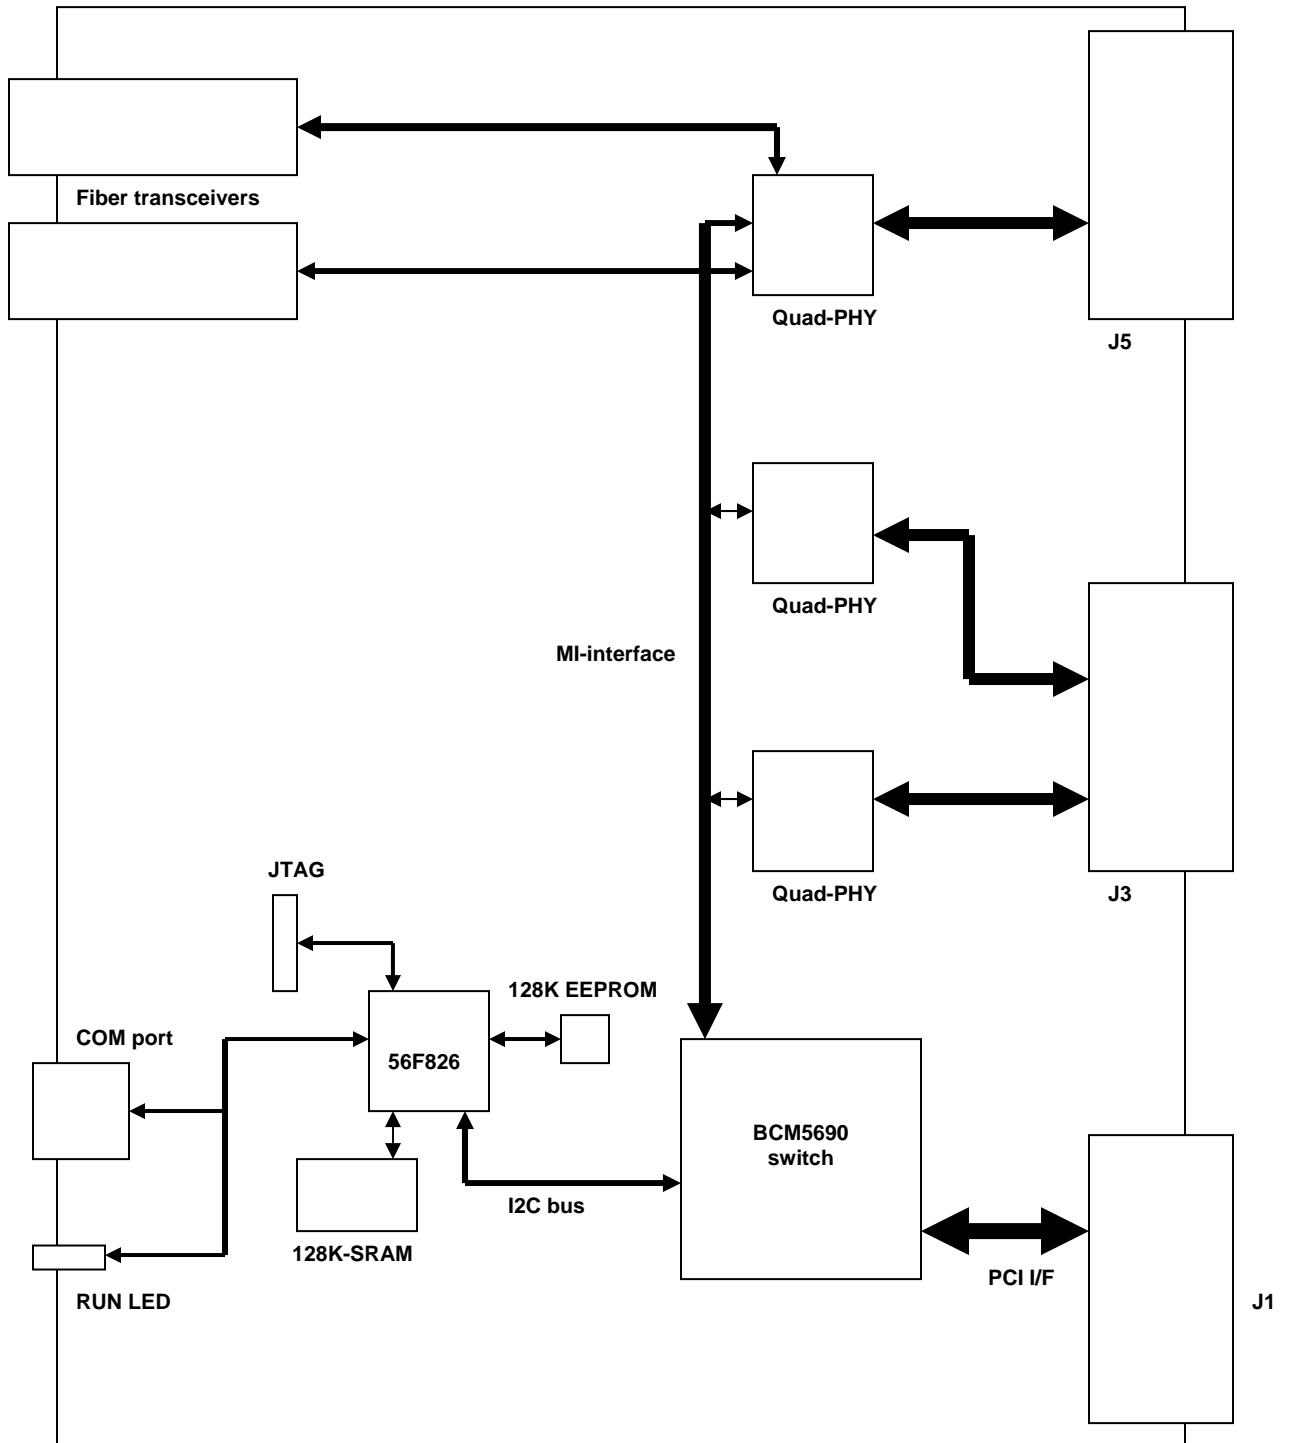 Fiber transceivers
Quad-PHY
J5
Quad-PHY
MI-interface
Quad-PHY
J3
JTAG
128K EEPROM
COM port
56F826
BCM5690
switch
I2C bus
128K-SRAM
PCI I/F
RUN LED
J1